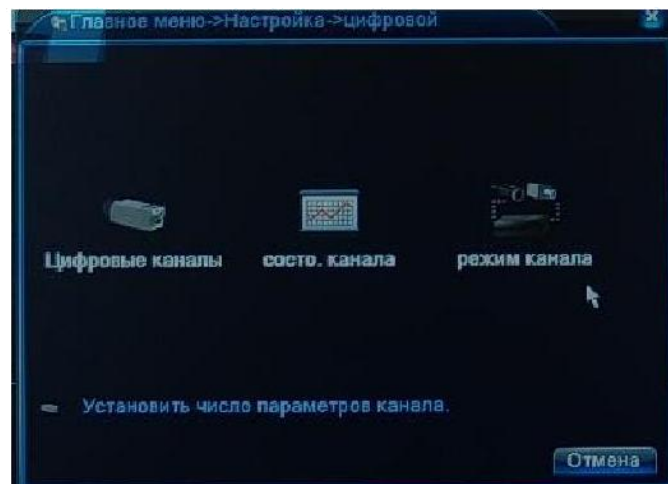 Главное меню->Настройка->цифровой
Цифровые каналы
состо. канала
режим канала
Установить число параметров канала.
Отмена